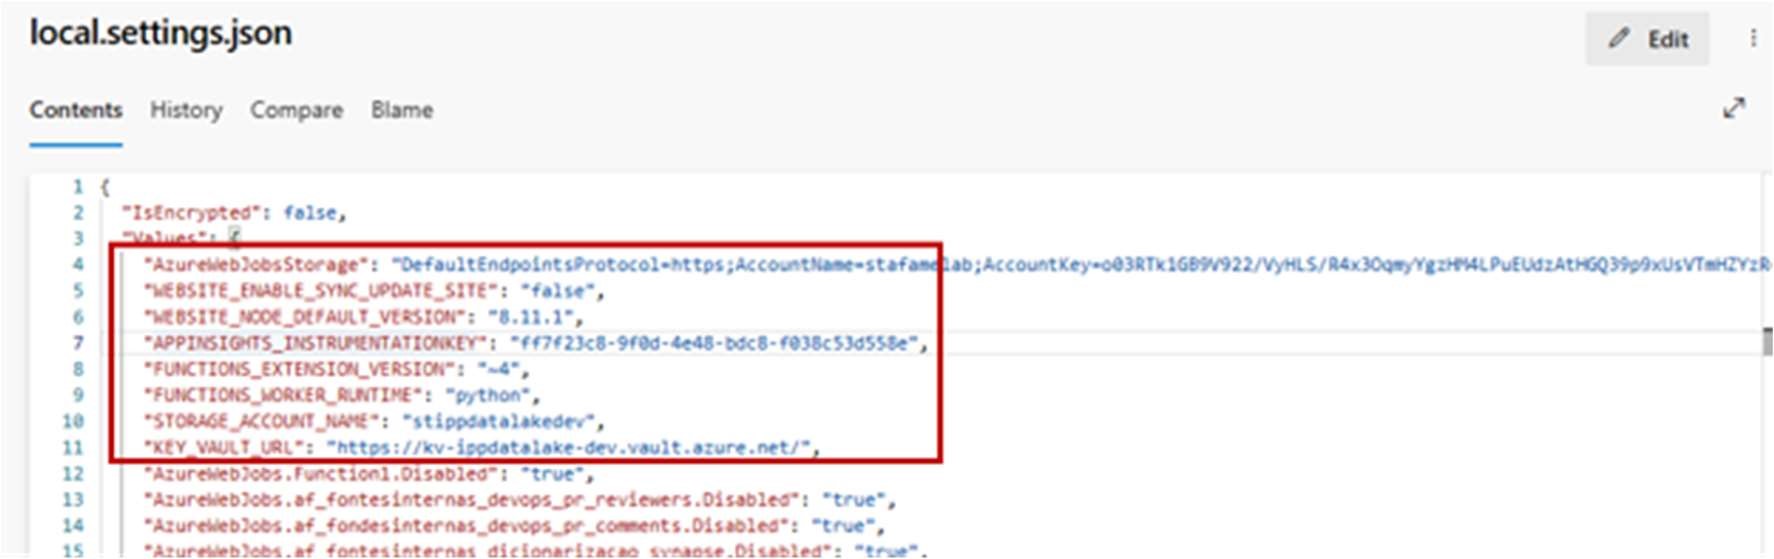 local.settings.json
Edit
Contents History Compare Blame
1 {
2 "IsEncrypted": false,
3 "Values": {
4 "AzureWebJobsStorage": "DefaultEndpointsProtocol=https;AccountName=stafamelab;AccountKey=
5 "WEBSITE_ENABLE_SYNC_UPDATE_SITE": "false",
6 "WEBSITE_NODE_DEFAULT_VERSION": "8.11.1",
7 "APPINSIGHTS_INSTRUMENTATIONKEY": "ff7f23c8-9f0d-4e48-bdc8-f038c53d558e",
8 "FUNCTIONS_EXTENSION_VERSION": "~4",
9 "FUNCTIONS_WORKER_RUNTIME": "python",
10 "STORAGE_ACCOUNT_NAME": "stippdatalakedev",
11 "KEY_VAULT_URL": "https://kv-ippdatalake-dev.vault.azure.net/",
12 "AzureWebJobs.Function1.Disabled": "true",
13 "AzureWebJobs.af_fontesinternas_devops_pr_reviewers.Disabled": "true",
14 "AzureWebJobs.af_fondesinternas_devops_pr_comments.Disabled": "true",
15 "AzureWebJobs.af_fontesinternas_dicionarizacao_synapse.Disabled": "true",